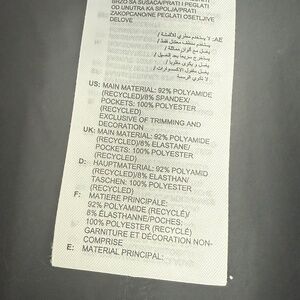 BRZO SA SUŠAČA/PRATI I PEGLATI
OD UNUTRA KA SPOLJA/PRATI
ZAKOPČANO/NE PEGLATI OSETLJIVE
DELOVE
US: MAIN MATERIAL: 92% POLYAMIDE
(RECYCLED)/8% SPANDEX/
POCKETS: 100% POLYESTER
(RECYCLED)
EXCLUSIVE OF TRIMMING AND
DECORATION
UK: MAIN MATERIAL: 92% POLYAMIDE
(RECYCLED)/8% ELASTANE/
POCKETS: 100% POLYESTER
(RECYCLED)
D: HAUPTMATERIAL: 92% POLYAMID
(RECYCLED)/8% ELASTHAN/
TASCHEN: 100% POLYESTER
(RECYCLED)
F: MATIERE PRINCIPALE:
92% POLYAMIDE (RECYCLÉ)/
8% ÉLASTHANNE/POCHES:
100% POLYESTER (RECYCLÉ)
GARNITURE ET DÉCORATION NON-
COMPRISE
E: MATERIAL PRINCIPAL: